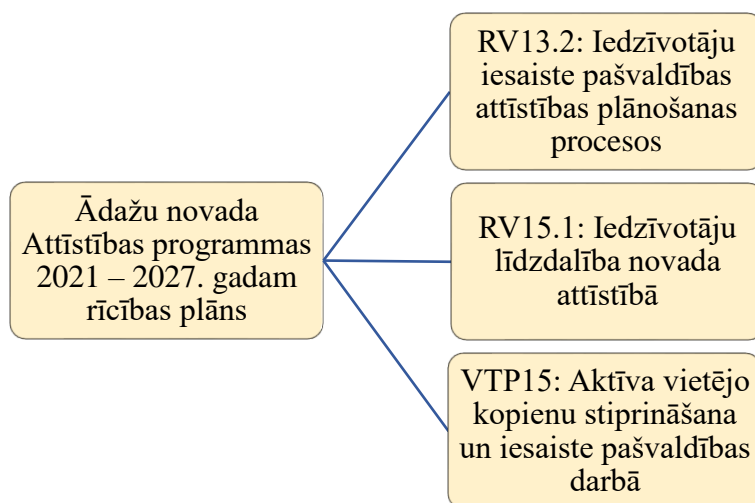 RV13.2: Iedzīvotāju
iesaiste pašvaldības
attīstības plānošanas
procesos
Ādažu novada
Attīstības programmas
2021 – 2027. gadam
rīcības plāns
RV15.1: Iedzīvotāju
līdzdalība novada
attīstībā
VTP15: Aktīva vietējo
kopienu stiprināšana
un iesaiste pašvaldības
darbā